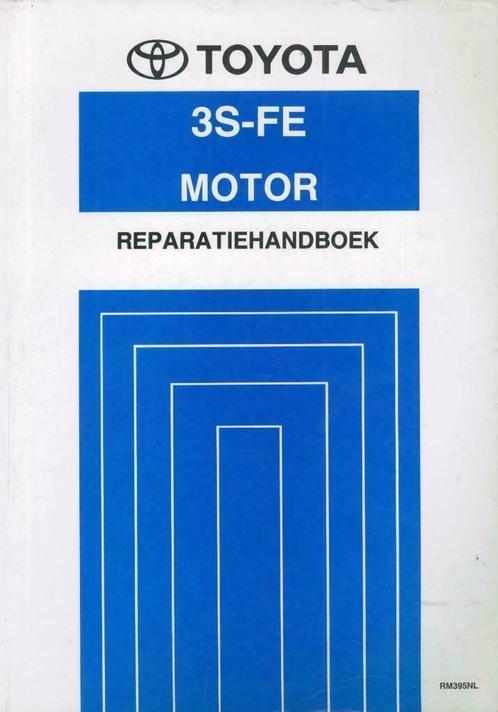 TOYOTA
3S-FE
MOTOR
REPARATIEHANDBOEK
RM395NL